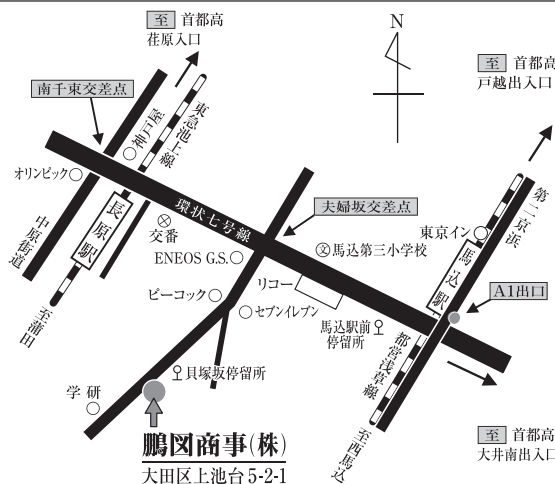 至 首都高
荏原入口
N
至 首都高
戸越出入口
南千束交差点
神戸屋
東急池上線
オリンピック
中原街道
長原駅
至蒲田
交番
環状七号線
夫婦坂交差点
第二京浜
東京イン
ENEOS G.S.
文
馬込第三小学校
馬込駅
リコー
A1出口
ピーコック
セブンイレブン
馬込駅前
停留所
都営浅草線
貝塚坂停留所
学研
至西馬込
至 首都高
大井南出入口
鵬図商事(株)
大田区上池台5-2-1